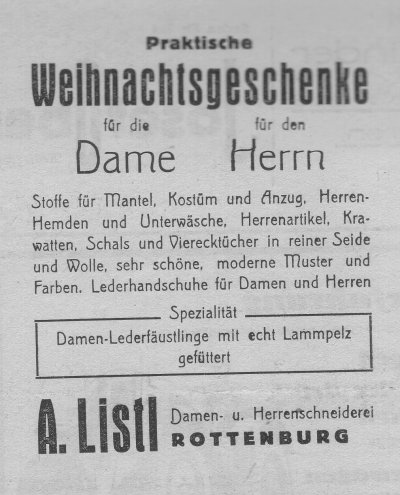 Praktische
Weihnachtsgeschenke
für die für den
Dame Herrn
Stoffe für Mantel, Kostüm und Anzug, Herren-
Hemden und Unterwäsche, Herrenartikel, Kra-
watten, Schals und Vierecktücher in reiner Seide
und Wolle, sehr schöne, moderne Muster und
Farben. Lederhandschuhe für Damen und Herren
Spezialität
Damen-Lederfäustlinge mit echt Lammpelz
gefüttert
A. Listl Damen- u. Herrenschneiderei
ROTTENBURG